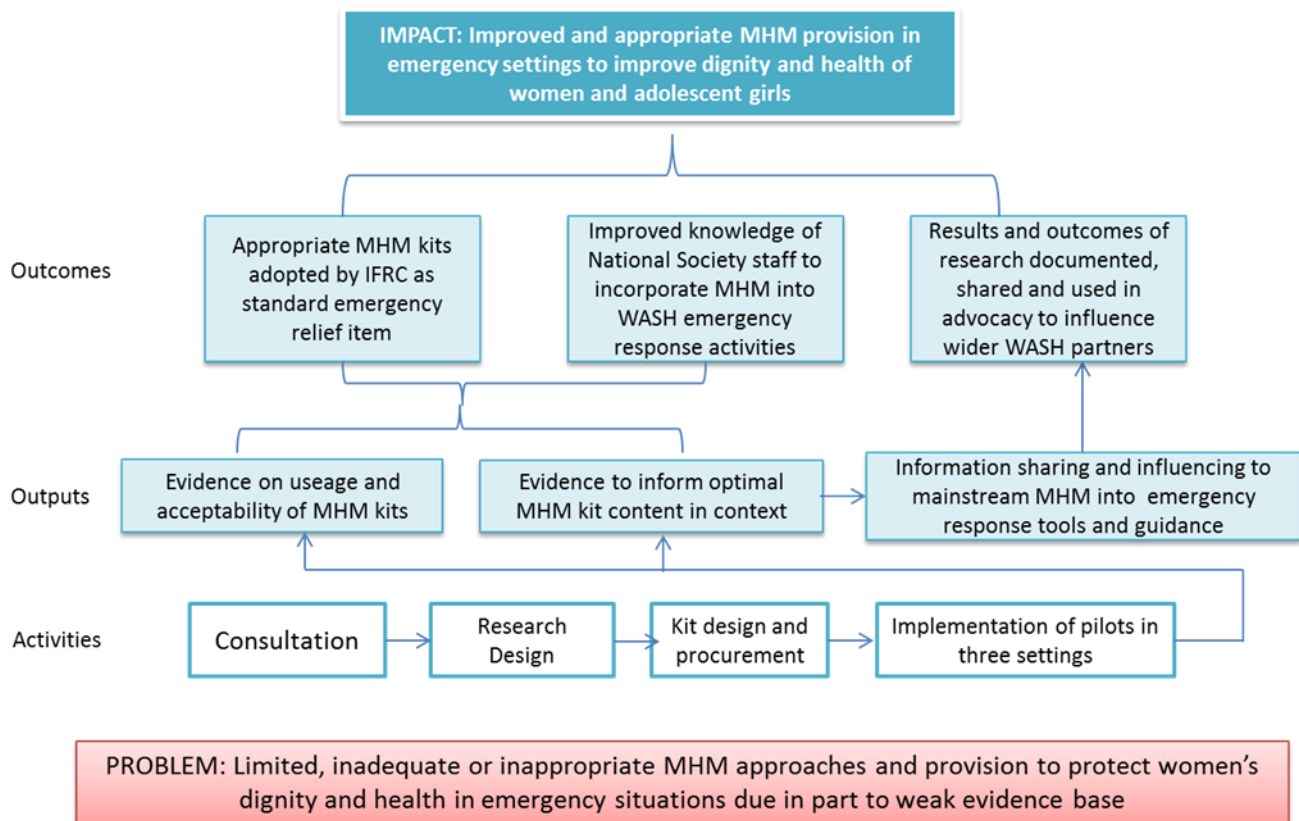 IMPACT: Improved and appropriate MHM provision in
emergency settings to improve dignity and health of
women and adolescent girls
Outcomes
Appropriate MHM kits
adopted by IFRC as
standard emergency
relief item
Improved knowledge of
National Society staff to
incorporate MHM into
WASH emergency
response activities
Results and outcomes of
research documented,
shared and used in
advocacy to influence
wider WASH partners
Outputs
Evidence on useage and
acceptability of MHM kits
Evidence to inform optimal
MHM kit content in context
Information sharing and influencing to
mainstream MHM into emergency
response tools and guidance
Activities
Consultation
Research
Design
Kit design and
procurement
Implementation of pilots in
three settings
PROBLEM: Limited, inadequate or inappropriate MHM approaches and provision to protect women's
dignity and health in emergency situations due in part to weak evidence base